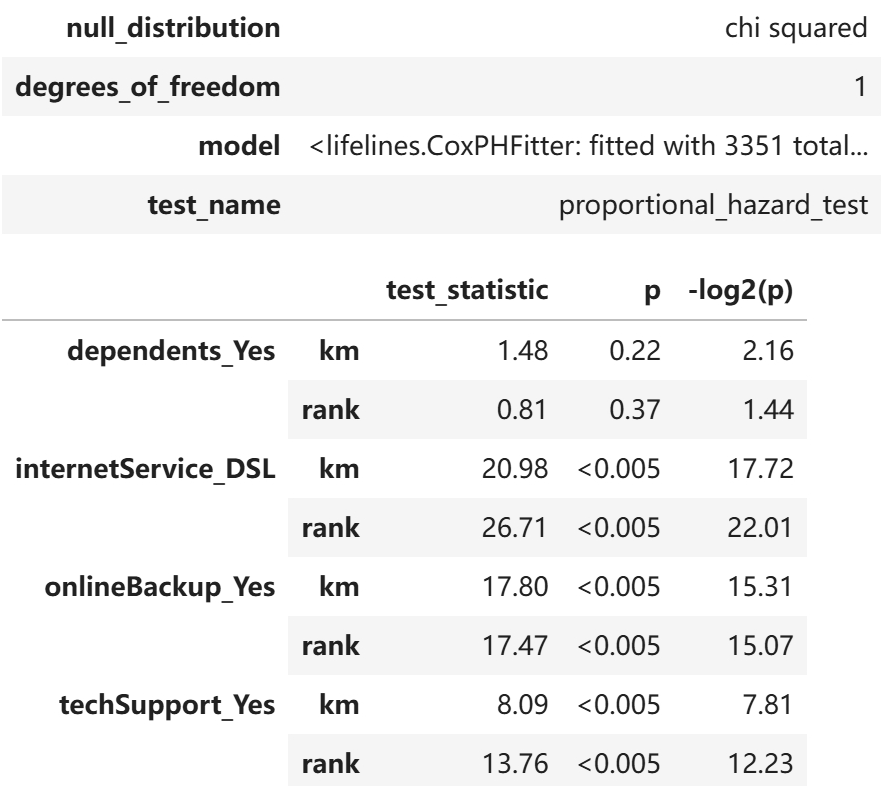 null_distribution chi squared
degrees_of_freedom 1
model <lifelines.CoxPHFitter: fitted with 3351 total...
test_name proportional_hazard_test
test_statistic p -log2(p)
dependents_Yes km 1.48 0.22 2.16
rank 0.81 0.37 1.44
internetService_DSL km 20.98 <0.005 17.72
rank 26.71 <0.005 22.01
onlineBackup_Yes km 17.80 <0.005 15.31
rank 17.47 <0.005 15.07
techSupport_Yes km 8.09 <0.005 7.81
rank 13.76 <0.005 12.23